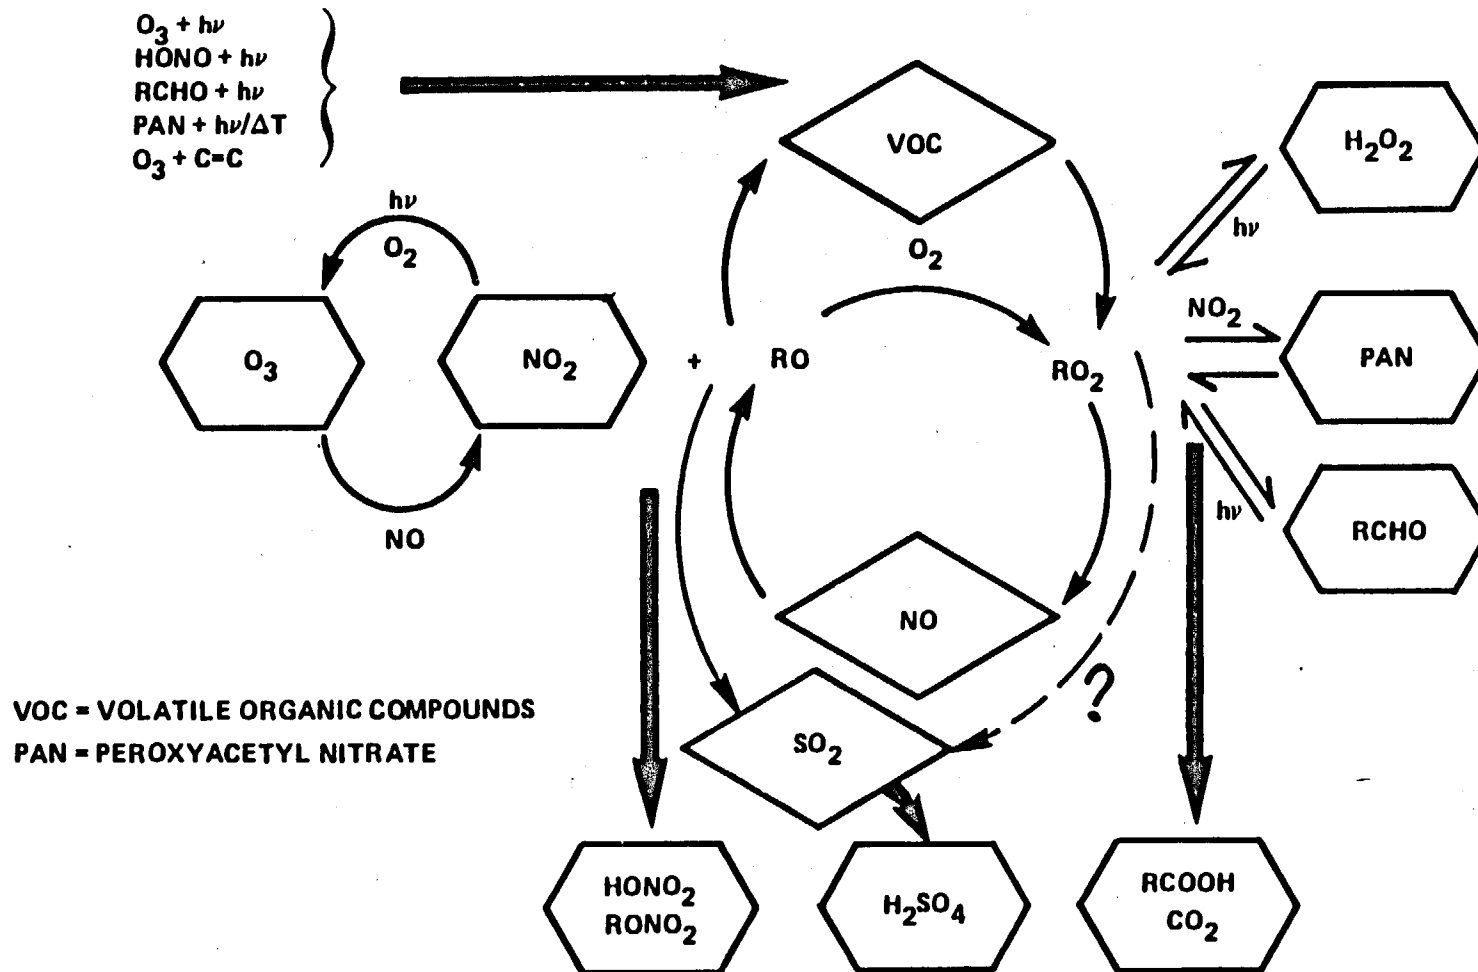 O₃ + hν
HONO + hν
RCHO + hν
PAN + hν/ΔT
O₃ + C=C
VOC
H₂O₂
hν
hν
O₂
O₂
NO₂
O₃
NO₂
+
RO
RO₂
PAN
hν
RCHO
NO
NO
?
VOC = VOLATILE ORGANIC COMPOUNDS
PAN = PEROXYACETYL NITRATE
SO₂
HONO₂
RONO₂
H₂SO₄
RCOOH
CO₂